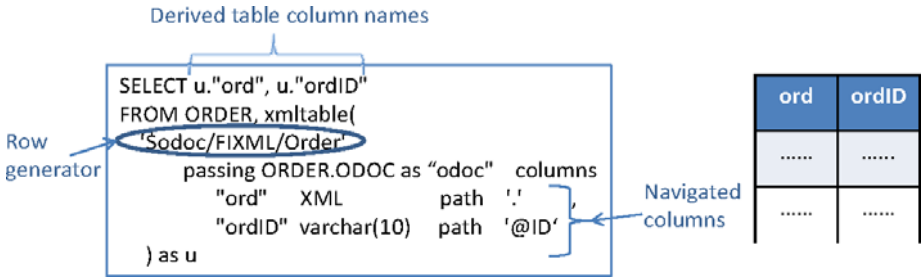 Derived table column names
SELECT u."ord", u."ordID"
FROM ORDER, xmltable(
'$odoc/FIXML/Order'
Row generator
passing ORDER.ODOC as “odoc" columns
"ord" XML path '.' ,
"ordID" varchar(10) path '@ID‘
) as u
Navigated columns
ord ordID
...... ......
...... ......